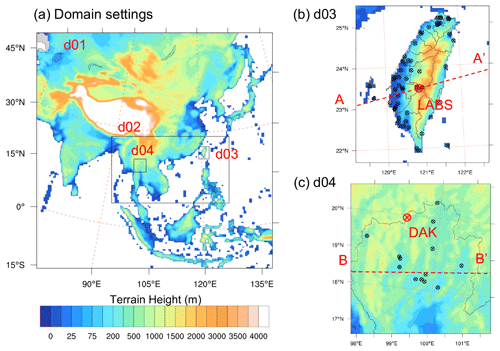 (a) Domain settings
d01
d02
d03
d04
45°N
30°N
15°N
0°
15°S
90°E
105°E
120°E
135°E
Terrain Height (m)
0 25 75 200 500 1000 1500 2000 2500 3000 3500 4000
(b) d03
25°N
24°N
23°N
22°N
A
A'
LABS
120°E
121°E
122°E
(c) d04
20°N
19°N
18°N
17°N
16°N
DAK
B
B'
98°E
99°E
100°E
101°E